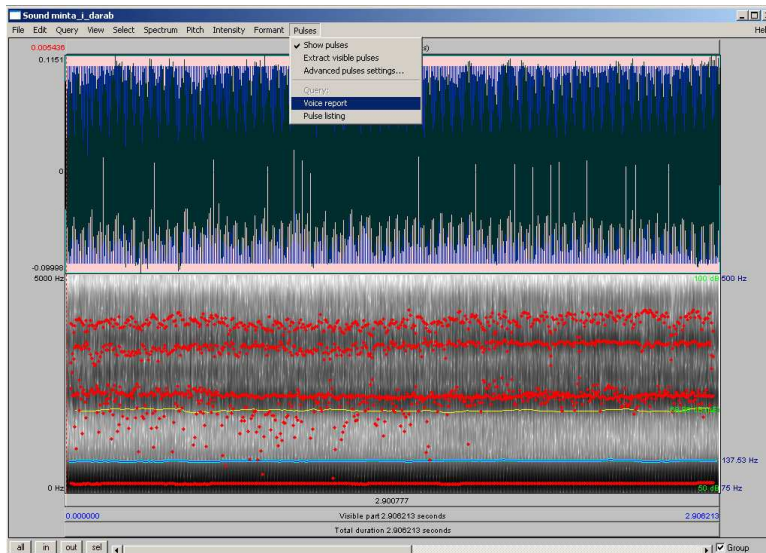 Sound minta_i_darab
File Edit Query View Select Spectrum Pitch Intensity Formant Pulses Hel
Show pulses
Extract visible pulses
Advanced pulses settings...
Query:
Voice report
Pulse listing
0.005436
s)
0.1151
0
-0.09998
5000 Hz
100 dB
500 Hz
137.53 Hz
0 Hz
50 dB
75 Hz
2.900777
0.000000
Visible part 2.906213 seconds
2.906213
Total duration 2.906213 seconds
all in out sel
Group